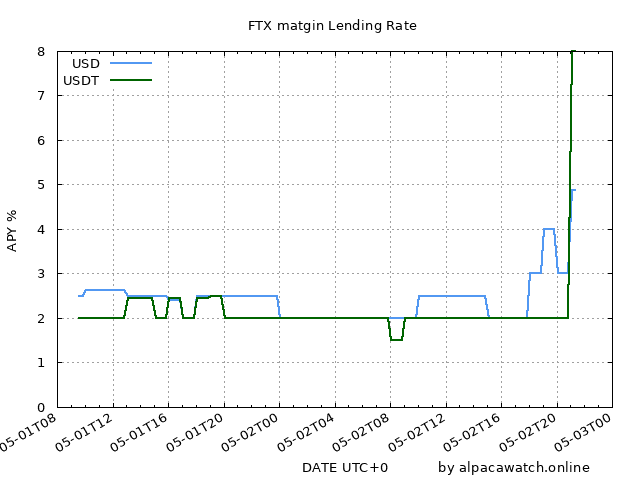 FTX matgin Lending Rate
USD
USDT
APY %
8
7
6
5
4
3
2
1
0
05-01T08
05-01T12
05-01T16
05-01T20
05-02T00
05-02T04
05-02T08
05-02T12
05-02T16
05-02T20
05-03T00
DATE UTC+0
by alpacawatch.online